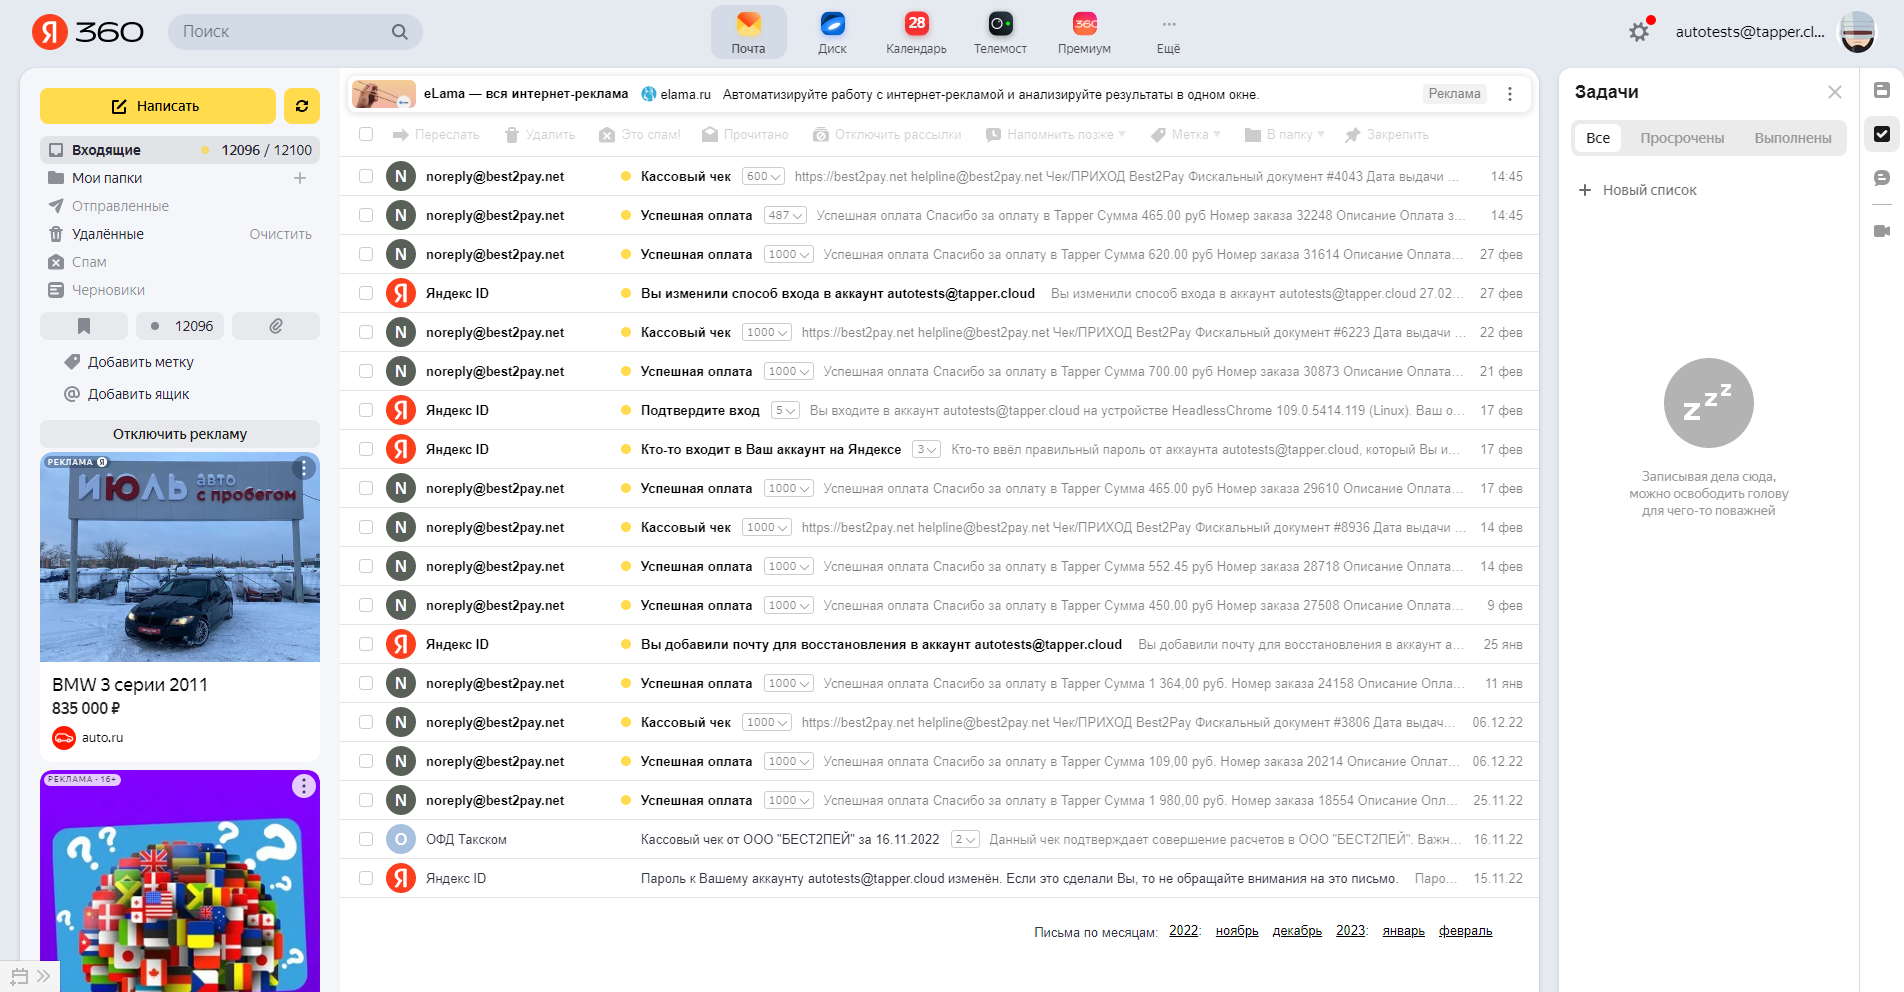 Я 360
Поиск
Почта
Диск
28
Календарь
Телемост
360
Премиум
Ещё
autotests@tapper.cl...
Написать
Входящие 12096 / 12100
Мои папки
Отправленные
Удалённые Очистить
Спам
Черновики
12096
Добавить метку
Добавить ящик
Отключить рекламу
РЕКЛАМА Я
ИЮЛЬ авто с пробегом
BMW 3 серии 2011
835 000 ₽
auto.ru
РЕКЛАМА · 16+
eLama — вся интернет-реклама elama.ru Автоматизируйте работу с интернет-рекламой и анализируйте результаты в одном окне. Реклама
Переслать Удалить Это спам! Прочитано Отключить рассылки Напомнить позже Метка В папку Закрепить
N noreply@best2pay.net Кассовый чек 600 https://best2pay.net helpline@best2pay.net Чек/ПРИХОД Best2Pay Фискальный документ #4043 Дата выдачи ... 14:45
N noreply@best2pay.net Успешная оплата 487 Успешная оплата Спасибо за оплату в Tapper Сумма 465.00 руб Номер заказа 32248 Описание Оплата з... 14:45
N noreply@best2pay.net Успешная оплата 1000 Успешная оплата Спасибо за оплату в Tapper Сумма 620.00 руб Номер заказа 31614 Описание Оплата... 27 фев
Я Яндекс ID Вы изменили способ входа в аккаунт autotests@tapper.cloud Вы изменили способ входа в аккаунт autotests@tapper.cloud 27.02... 27 фев
N noreply@best2pay.net Кассовый чек 1000 https://best2pay.net helpline@best2pay.net Чек/ПРИХОД Best2Pay Фискальный документ #6223 Дата выдачи ... 22 фев
N noreply@best2pay.net Успешная оплата 1000 Успешная оплата Спасибо за оплату в Tapper Сумма 700.00 руб Номер заказа 30873 Описание Оплата... 21 фев
Я Яндекс ID Подтвердите вход 5 Вы входите в аккаунт autotests@tapper.cloud на устройстве HeadlessChrome 109.0.5414.119 (Linux). Ваш о... 17 фев
Я Яндекс ID Кто-то входит в Ваш аккаунт на Яндексе 3 Кто-то ввёл правильный пароль от аккаунта autotests@tapper.cloud, который Вы и... 17 фев
N noreply@best2pay.net Успешная оплата 1000 Успешная оплата Спасибо за оплату в Tapper Сумма 465.00 руб Номер заказа 29610 Описание Оплата... 17 фев
N noreply@best2pay.net Кассовый чек 1000 https://best2pay.net helpline@best2pay.net Чек/ПРИХОД Best2Pay Фискальный документ #8936 Дата выдачи ... 14 фев
N noreply@best2pay.net Успешная оплата 1000 Успешная оплата Спасибо за оплату в Tapper Сумма 552.45 руб Номер заказа 28718 Описание Оплата... 14 фев
N noreply@best2pay.net Успешная оплата 1000 Успешная оплата Спасибо за оплату в Tapper Сумма 450.00 руб Номер заказа 27508 Описание Оплата... 9 фев
Я Яндекс ID Вы добавили почту для восстановления в аккаунт autotests@tapper.cloud Вы добавили почту для восстановления в аккаунт a... 25 янв
N noreply@best2pay.net Успешная оплата 1000 Успешная оплата Спасибо за оплату в Tapper Сумма 1 364,00 руб. Номер заказа 24158 Описание Опла... 11 янв
N noreply@best2pay.net Кассовый чек 1000 https://best2pay.net helpline@best2pay.net Чек/ПРИХОД Best2Pay Фискальный документ #3806 Дата выдач... 06.12.22
N noreply@best2pay.net Успешная оплата 1000 Успешная оплата Спасибо за оплату в Tapper Сумма 109,00 руб. Номер заказа 20214 Описание Оплат... 06.12.22
N noreply@best2pay.net Успешная оплата 1000 Успешная оплата Спасибо за оплату в Tapper Сумма 1 980,00 руб. Номер заказа 18554 Описание Опл... 25.11.22
О ОФД Такском Кассовый чек от ООО "БЕСТ2ПЕЙ" за 16.11.2022 2 Данный чек подтверждает совершение расчетов в ООО "БЕСТ2ПЕЙ". Важн... 16.11.22
Я Яндекс ID Пароль к Вашему аккаунту autotests@tapper.cloud изменён. Если это сделали Вы, то не обращайте внимания на это письмо. Паро... 15.11.22
Письма по месяцам: 2022: ноябрь декабрь 2023: январь февраль
Задачи
Все Просрочены Выполнены
Новый список
z z z
Записывая дела сюда,
можно освободить голову
для чего-то поважней